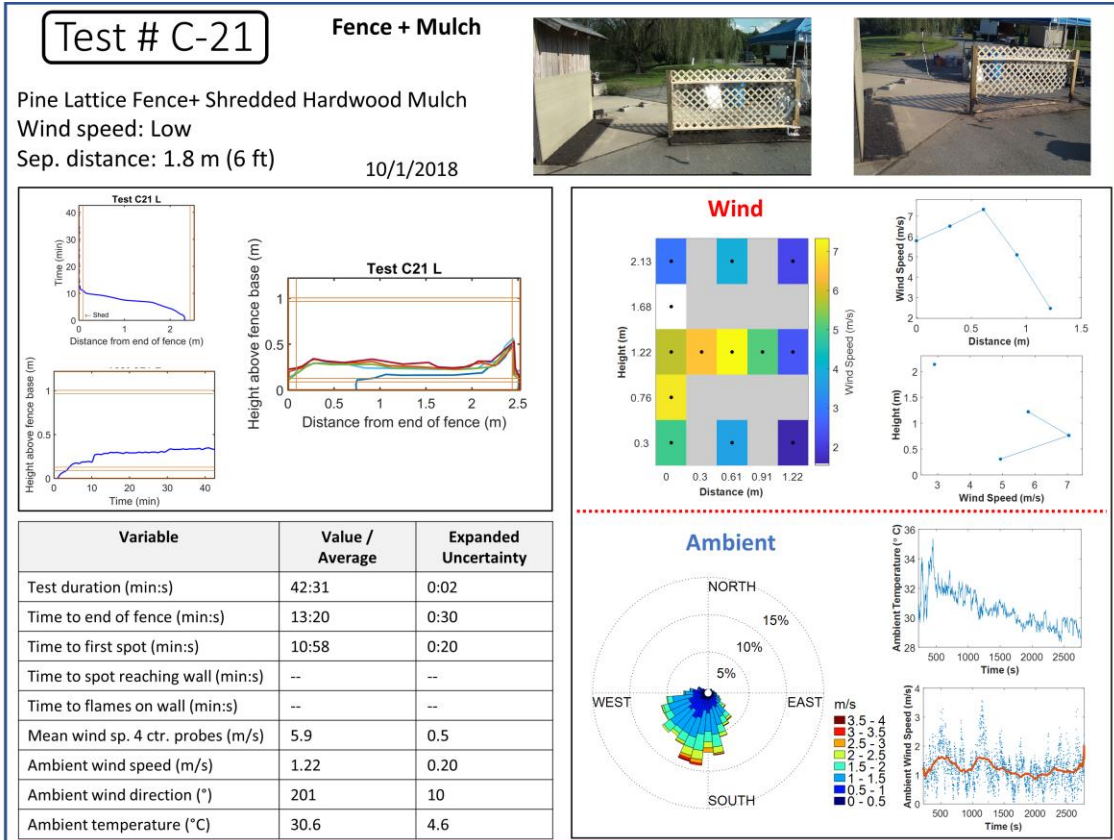 Test # C-21
Fence + Mulch
Pine Lattice Fence+ Shredded Hardwood Mulch
Wind speed: Low
Sep. distance: 1.8 m (6 ft)
10/1/2018
Test C21 L
Time (min)
40
30
20
10
0
← Shed
0 1 2
Distance from end of fence (m)
Height above fence base (m)
1
0.5
0
0 10 20 30 40
Time (min)
Test C21 L
Height above fence base (m)
1
0.5
0
0 0.5 1 1.5 2 2.5
Distance from end of fence (m)
Wind
Height (m)
2.13
1.68
1.22
0.76
0.3
0 0.3 0.61 0.91 1.22
Distance (m)
7
6
5
4
3
2
Wind Speed (m/s)
Wind Speed (m/s)
7
6
5
4
3
2
0 0.5 1 1.5
Distance (m)
Height (m)
2
1
0
3 4 5 6 7
Wind Speed (m/s)
Variable Value / Average Expanded Uncertainty
Test duration (min:s) 42:31 0:02
Time to end of fence (min:s) 13:20 0:30
Time to first spot (min:s) 10:58 0:20
Time to spot reaching wall (min:s) -- --
Time to flames on wall (min:s) -- --
Mean wind sp. 4 ctr. probes (m/s) 5.9 0.5
Ambient wind speed (m/s) 1.22 0.20
Ambient wind direction (°) 201 10
Ambient temperature (°C) 30.6 4.6
Ambient
NORTH
15%
10%
5%
WEST
EAST
SOUTH
m/s
3.5 - 4
3 - 3.5
2.5 - 3
2 - 2.5
1.5 - 2
1 - 1.5
0.5 - 1
0 - 0.5
Ambient Temperature (° C)
36
34
32
30
28
500 1000 1500 2000 2500
Time (s)
Ambient Wind Speed (m/s)
4
3
2
1
0
500 1000 1500 2000 2500
Time (s)